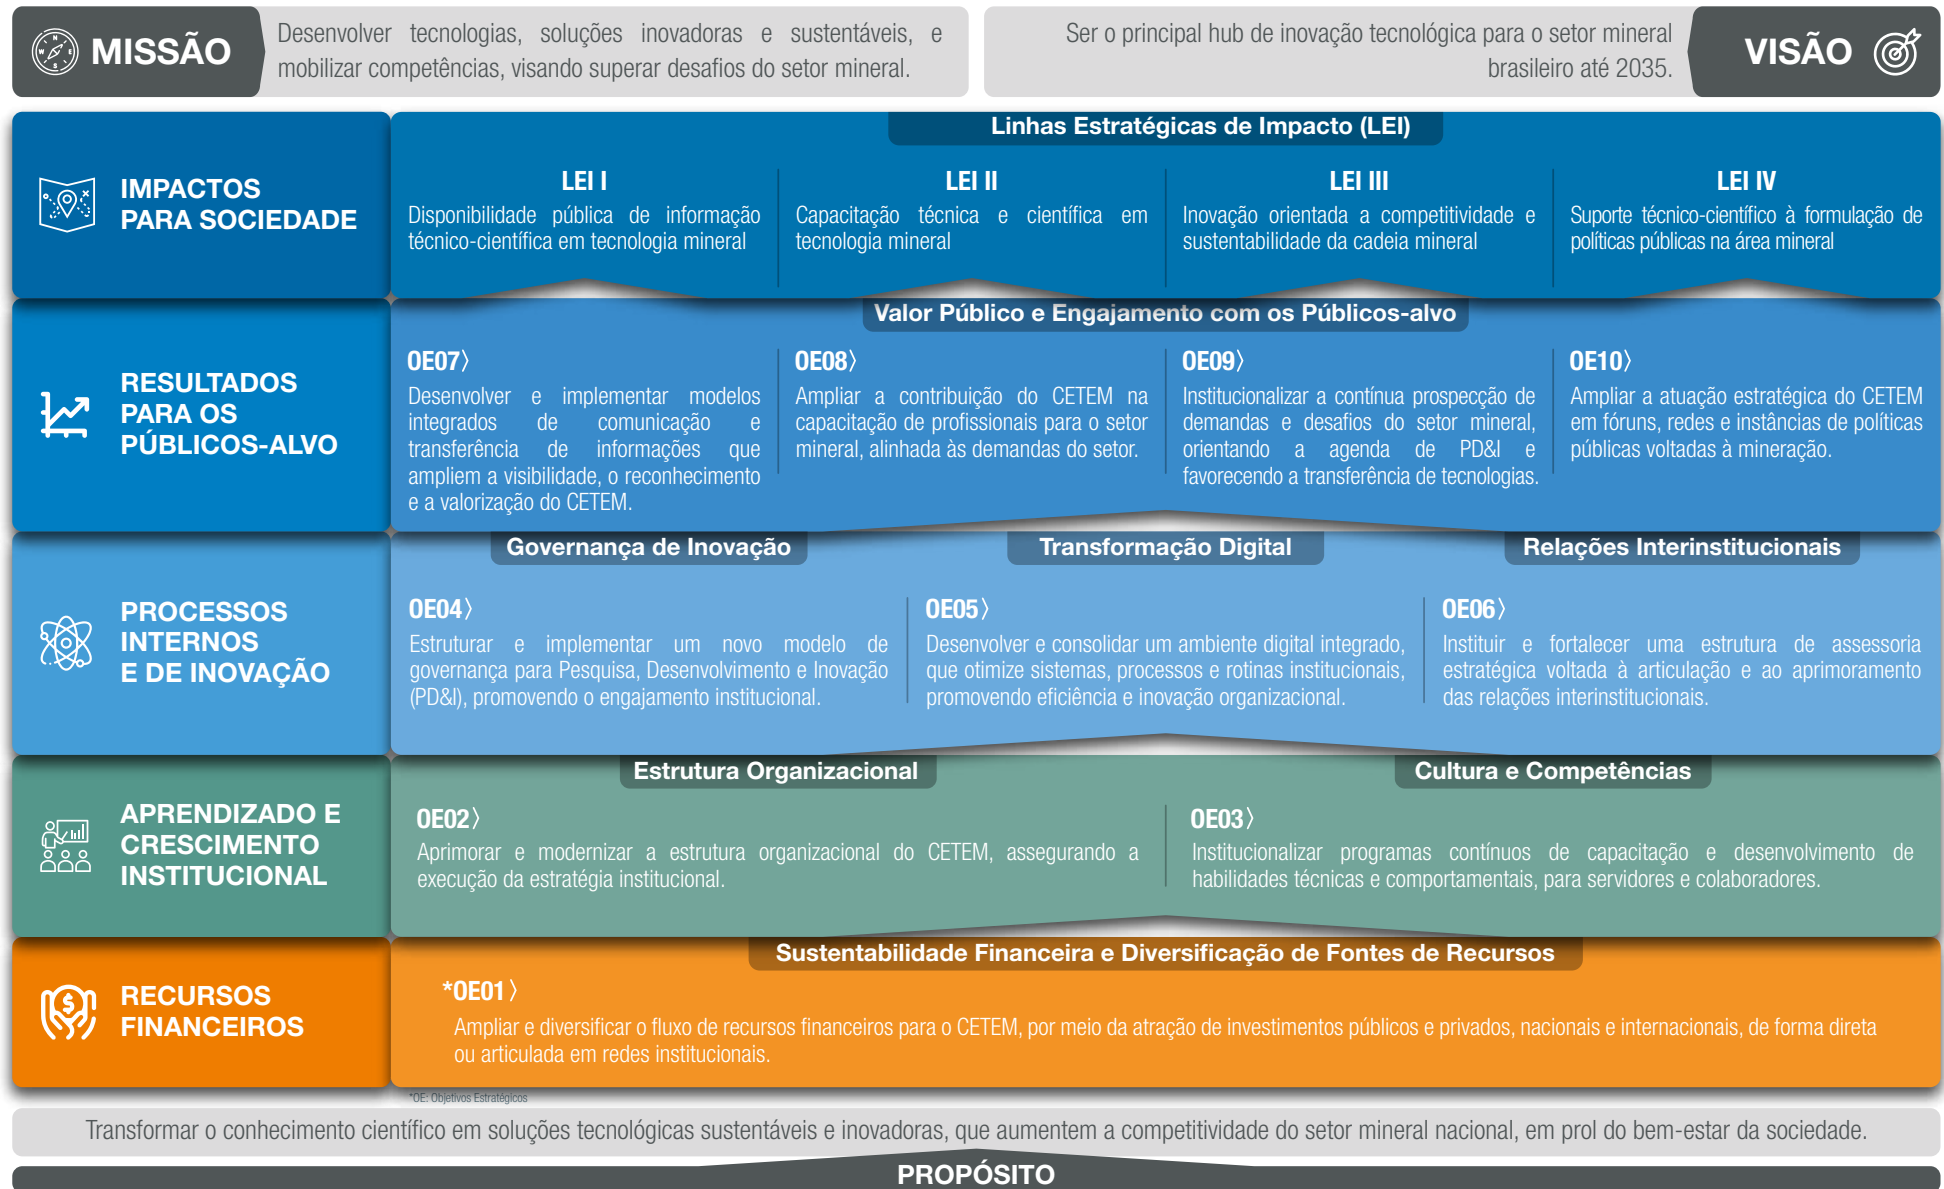 MISSÃO
Desenvolver tecnologias, soluções inovadoras e sustentáveis, e
mobilizar competências, visando superar desafios do setor mineral.
Ser o principal hub de inovação tecnológica para o setor mineral
brasileiro até 2035.
VISÃO
IMPACTOS
PARA SOCIEDADE
Linhas Estratégicas de Impacto (LEI)
LEI I
Disponibilidade pública de informação
técnico-científica em tecnologia mineral
LEI II
Capacitação técnica e científica em
tecnologia mineral
LEI III
Inovação orientada a competitividade e
sustentabilidade da cadeia mineral
LEI IV
Suporte técnico-científico à formulação de
políticas públicas na área mineral
RESULTADOS
PARA OS
PÚBLICOS-ALVO
Valor Público e Engajamento com os Públicos-alvo
OE07〉
Desenvolver e implementar modelos
integrados de comunicação e
transferência de informações que
ampliem a visibilidade, o reconhecimento
e a valorização do CETEM.
OE08〉
Ampliar a contribuição do CETEM na
capacitação de profissionais para o setor
mineral, alinhada às demandas do setor.
OE09〉
Institucionalizar a contínua prospecção de
demandas e desafios do setor mineral,
orientando a agenda de PD&I e
favorecendo a transferência de tecnologias.
OE10〉
Ampliar a atuação estratégica do CETEM
em fóruns, redes e instâncias de políticas
públicas voltadas à mineração.
PROCESSOS
INTERNOS
E DE INOVAÇÃO
Governança de Inovação
OE04〉
Estruturar e implementar um novo modelo de
governança para Pesquisa, Desenvolvimento e Inovação
(PD&I), promovendo o engajamento institucional.
Transformação Digital
OE05〉
Desenvolver e consolidar um ambiente digital integrado,
que otimize sistemas, processos e rotinas institucionais,
promovendo eficiência e inovação organizacional.
Relações Interinstitucionais
OE06〉
Instituir e fortalecer uma estrutura de assessoria
estratégica voltada à articulação e ao aprimoramento
das relações interinstitucionais.
APRENDIZADO E
CRESCIMENTO
INSTITUCIONAL
Estrutura Organizacional
OE02〉
Aprimorar e modernizar a estrutura organizacional do CETEM, assegurando a
execução da estratégia institucional.
Cultura e Competências
OE03〉
Institucionalizar programas contínuos de capacitação e desenvolvimento de
habilidades técnicas e comportamentais, para servidores e colaboradores.
RECURSOS
FINANCEIROS
Sustentabilidade Financeira e Diversificação de Fontes de Recursos
*OE01〉
Ampliar e diversificar o fluxo de recursos financeiros para o CETEM, por meio da atração de investimentos públicos e privados, nacionais e internacionais, de forma direta
ou articulada em redes institucionais.
*OE: Objetivos Estratégicos
Transformar o conhecimento científico em soluções tecnológicas sustentáveis e inovadoras, que aumentem a competitividade do setor mineral nacional, em prol do bem-estar da sociedade.
PROPÓSITO